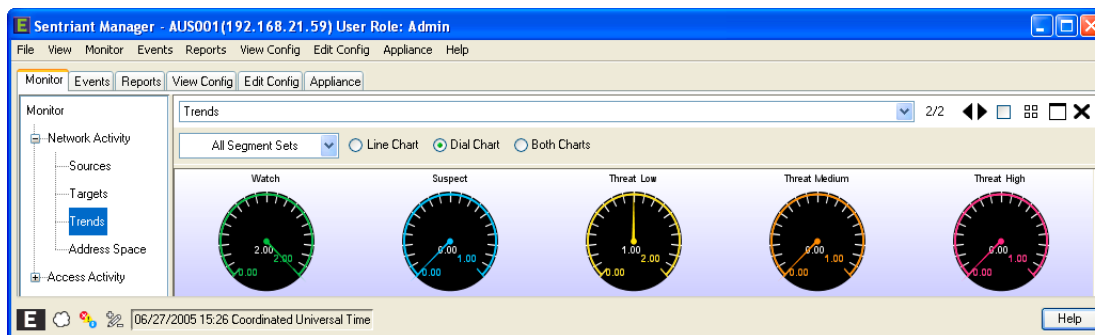 E Sentriant Manager - AUS001(192.168.21.59) User Role: Admin
File View Monitor Events Reports View Config Edit Config Appliance Help
Monitor Events Reports View Config Edit Config Appliance
Monitor
Network Activity
Sources
Targets
Trends
Address Space
Access Activity
Trends 2/2
All Segment Sets Line Chart Dial Chart Both Charts
Watch Suspect Threat Low Threat Medium Threat High
2.00 0.00 1.00 0.00 0.00
2.00 1.00 2.00 1.00 1.00
0.00 0.00 0.00 0.00 0.00
E 06/27/2005 15:26 Coordinated Universal Time Help